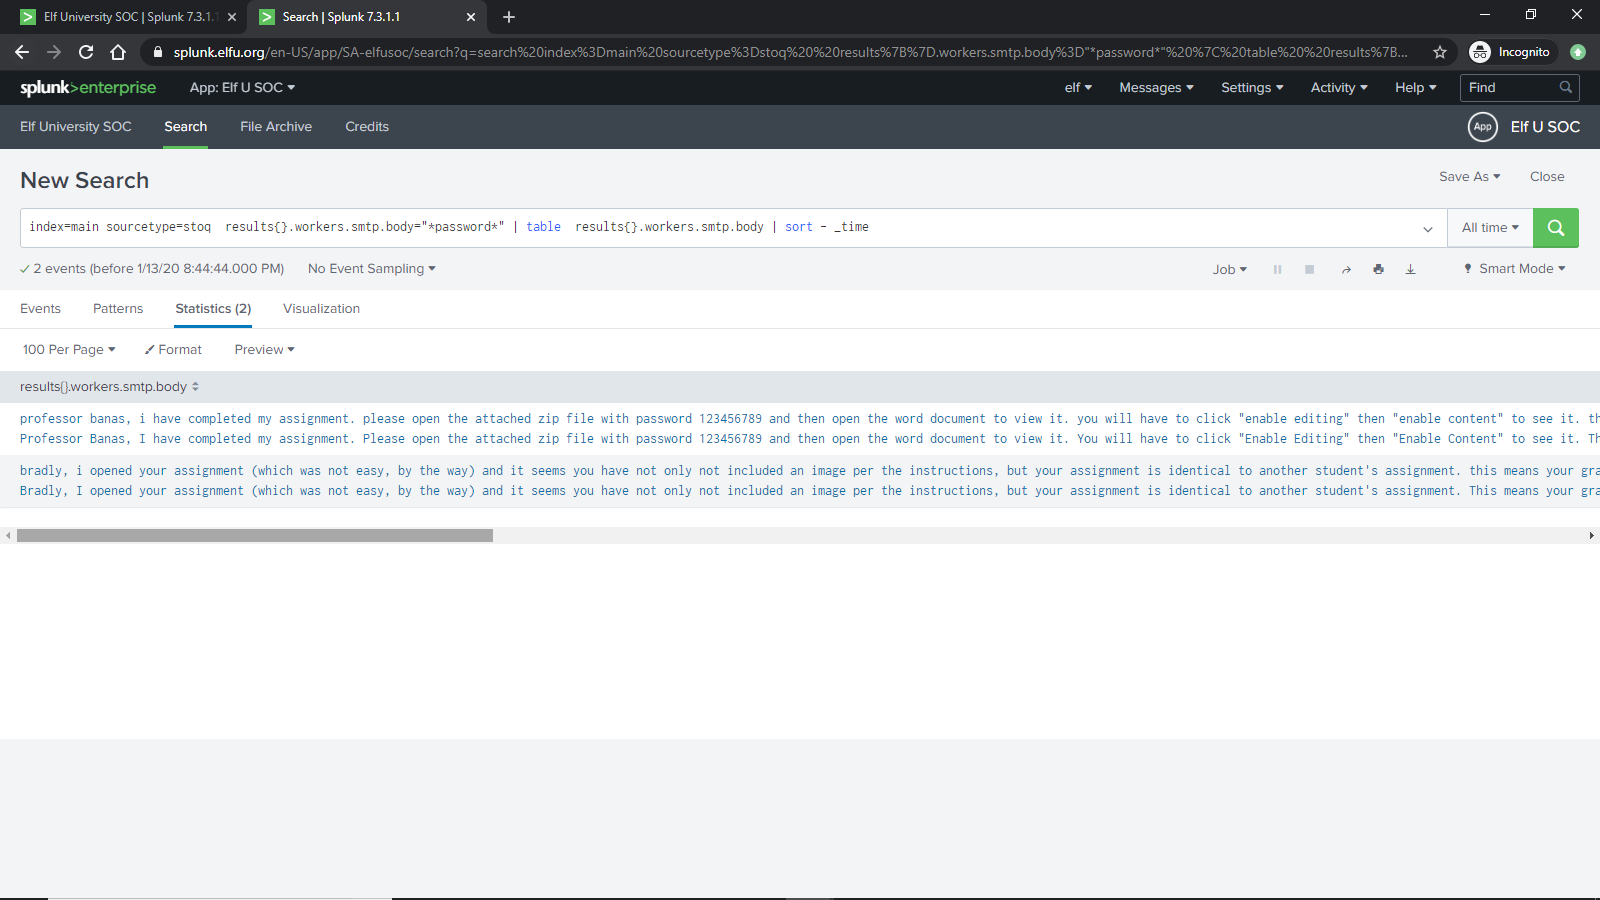 Elf University SOC | Splunk 7.3.1.1
Search | Splunk 7.3.1.1
splunk.elfu.org/en-US/app/SA-elfusoc/search?q=search%20index%3Dmain%20sourcetype%3Dstoq%20%20results%7B%7D.workers.smtp.body%3D"*password*"%20%7C%20table%20%20results%7B...
Incognito
splunk>enterprise
App: Elf U SOC
elf
Messages
Settings
Activity
Help
Find
Elf University SOC
Search
File Archive
Credits
App
Elf U SOC
New Search
Save As
Close
index=main sourcetype=stoq  results{}.workers.smtp.body="*password*" | table  results{}.workers.smtp.body | sort - _time
All time
2 events (before 1/13/20 8:44:44.000 PM)
No Event Sampling
Job
Smart Mode
Events
Patterns
Statistics (2)
Visualization
100 Per Page
Format
Preview
results{}.workers.smtp.body
professor banas, i have completed my assignment. please open the attached zip file with password 123456789 and then open the word document to view it. you will have to click "enable editing" then "enable content" to see it. th
Professor Banas, I have completed my assignment. Please open the attached zip file with password 123456789 and then open the word document to view it. You will have to click "Enable Editing" then "Enable Content" to see it. Th
bradly, i opened your assignment (which was not easy, by the way) and it seems you have not only not included an image per the instructions, but your assignment is identical to another student's assignment. this means your gra
Bradly, I opened your assignment (which was not easy, by the way) and it seems you have not only not included an image per the instructions, but your assignment is identical to another student's assignment. This means your gra